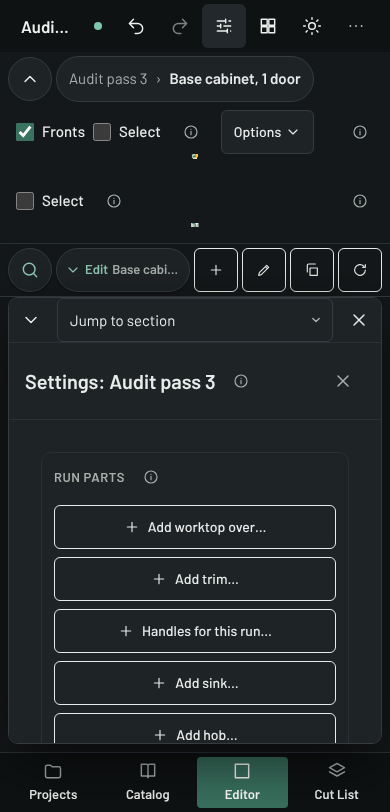 Audi...
Audit pass 3 › Base cabinet, 1 door
Fronts Select Options
Select
Edit Base cabi...
Jump to section
Settings: Audit pass 3
RUN PARTS
Add worktop over...
Add trim...
Handles for this run...
Add sink...
Add hob...
Projects Catalog Editor Cut List